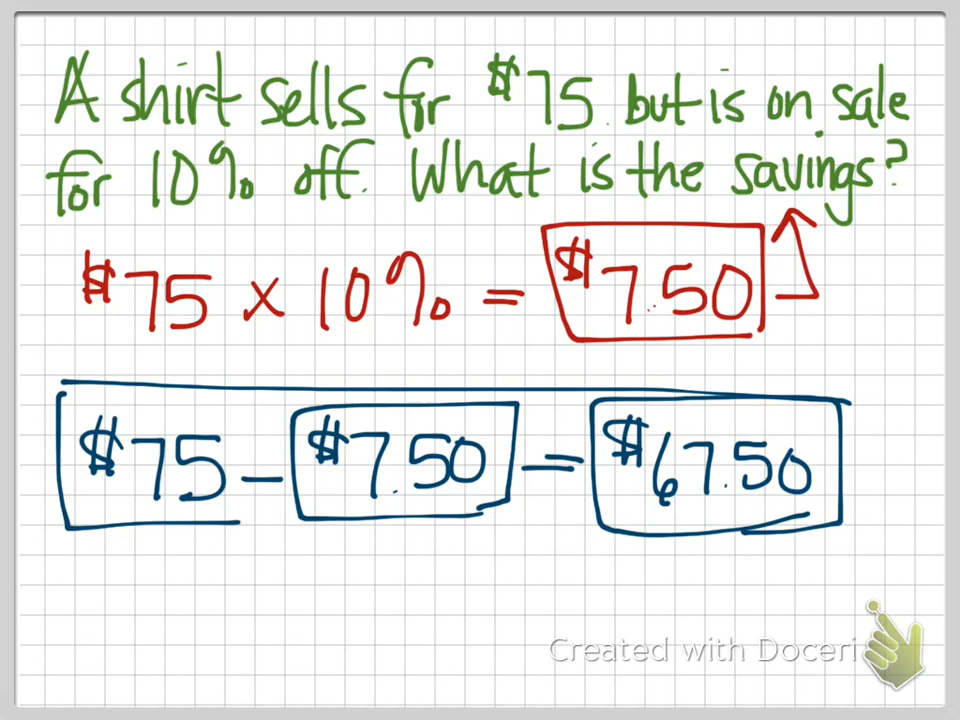 A shirt sells for $75 but is on sale
for 10% off. What is the savings?
$75 x 10% = $7.50
$75 - $7.50 = $67.50
Created with Doceri